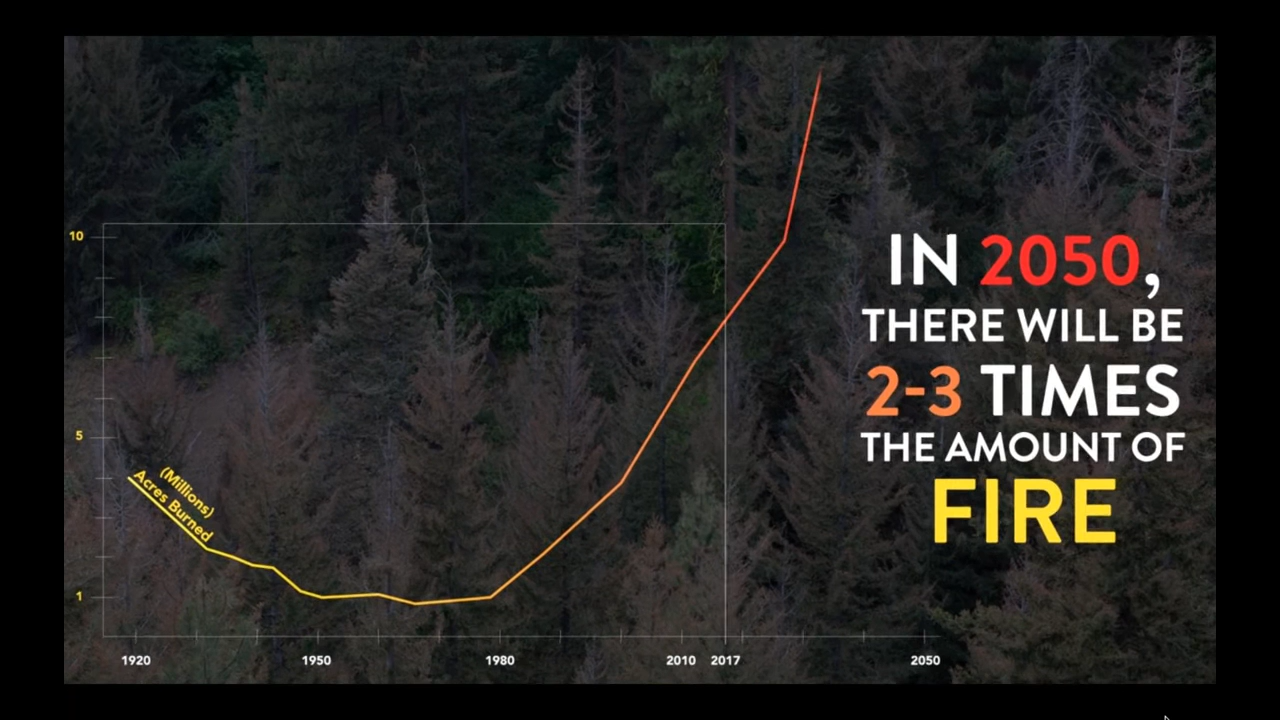 IN 2050,
THERE WILL BE
2-3 TIMES
THE AMOUNT OF
FIRE
10
5
1
(Millions)
Acres Burned
1920 1950 1980 2010 2017 2050